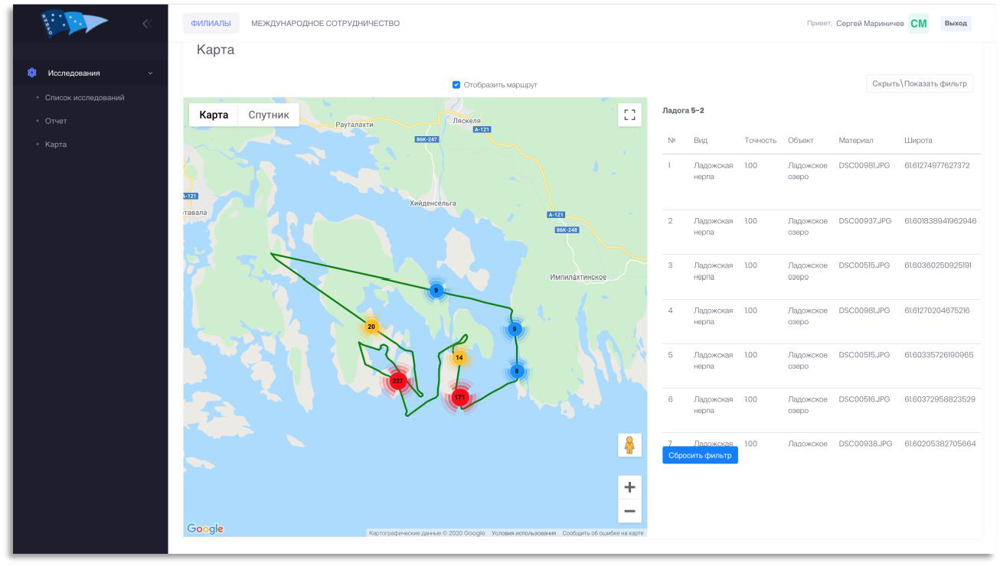 ФИЛИАЛЫ
МЕЖДУНАРОДНОЕ СОТРУДНИЧЕСТВО
Привет, Сергей Мариничев
СМ
Выход
Исследования
Список исследований
Отчет
Карта
Карта
Отобразить маршрут
Скрыть\Показать фильтр
Карта
Спутник
Рауталахти
Ляскеля
А-121
86К-247
А-121
тавала
Хийденсельга
А-121
86К-248
Импилахтинское
9
20
9
14
8
227
171
Google
Картографические данные © 2020 Google
Условия использования
Сообщить об ошибке на карте
Ладога 5-2
№ Вид Точность Объект Материал Широта
1 Ладожская 1.00 Ладожское DSC00981.JPG 61.61274977627372
нерпа озеро
2 Ладожская 1.00 Ладожское DSC00937.JPG 61.601838941962946
нерпа озеро
3 Ладожская 1.00 Ладожское DSC00515.JPG 61.60360250925191
нерпа озеро
4 Ладожская 1.00 Ладожское DSC00981.JPG 61.61270204675216
нерпа озеро
5 Ладожская 1.00 Ладожское DSC00515.JPG 61.60335726190965
нерпа озеро
6 Ладожская 1.00 Ладожское DSC00516.JPG 61.60372958823529
нерпа озеро
7 Ладожская 1.00 Ладожское DSC00938.JPG 61.60205382705664
Сбросить фильтр